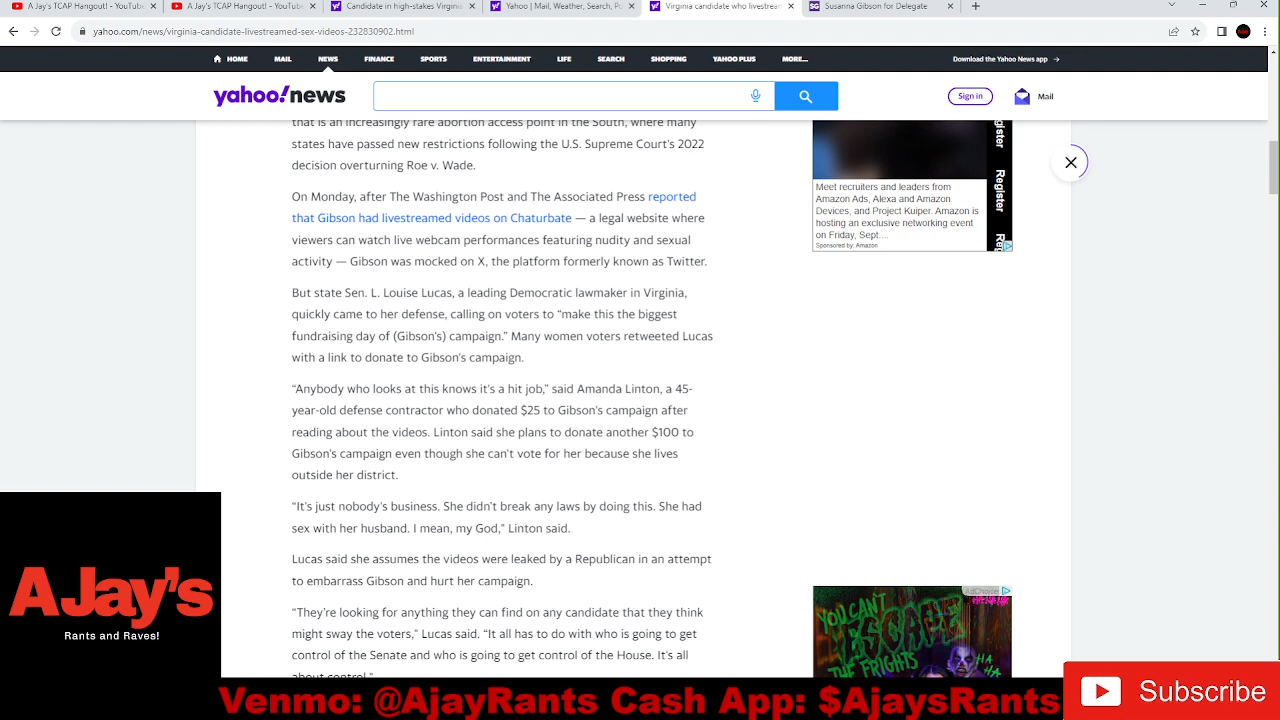 A Jay's TCAP Hangout! - YouTube
A Jay's TCAP Hangout! - YouTube
Candidate in high-stakes Virginia
Yahoo | Mail, Weather, Search, Po
Virginia candidate who livestream
Susanna Gibson for Delegate
yahoo.com/news/virginia-candidate-livestreamed-sex-videos-232830902.html
HOME MAIL NEWS FINANCE SPORTS ENTERTAINMENT LIFE SEARCH SHOPPING YAHOO PLUS MORE... Download the Yahoo News app →
yahoo!news
Sign in
Mail
that is an increasingly rare abortion access point in the South, where many
states have passed new restrictions following the U.S. Supreme Court's 2022
decision overturning Roe v. Wade.
On Monday, after The Washington Post and The Associated Press reported
that Gibson had livestreamed videos on Chaturbate — a legal website where
viewers can watch live webcam performances featuring nudity and sexual
activity — Gibson was mocked on X, the platform formerly known as Twitter.
But state Sen. L. Louise Lucas, a leading Democratic lawmaker in Virginia,
quickly came to her defense, calling on voters to “make this the biggest
fundraising day of (Gibson's) campaign.” Many women voters retweeted Lucas
with a link to donate to Gibson's campaign.
“Anybody who looks at this knows it's a hit job,” said Amanda Linton, a 45-
year-old defense contractor who donated $25 to Gibson's campaign after
reading about the videos. Linton said she plans to donate another $100 to
Gibson's campaign even though she can't vote for her because she lives
outside her district.
"It's just nobody's business. She didn't break any laws by doing this. She had
sex with her husband. I mean, my God," Linton said.
Lucas said she assumes the videos were leaked by a Republican in an attempt
to embarrass Gibson and hurt her campaign.
“They're looking for anything they can find on any candidate that they think
might sway the voters,” Lucas said. “It all has to do with who is going to get
control of the Senate and who is going to get control of the House. It's all
about control.”
Register
Meet recruiters and leaders from
Amazon Ads, Alexa and Amazon
Devices, and Project Kuiper. Amazon is
hosting an exclusive networking event
on Friday, Sept....
Sponsored by: Amazon
AdChoices
YOU CAN'T
ESCAPE
THE FRIGHTS
HA
HA
A Jay's
Rants and Raves!
Venmo: @AjayRants Cash App: $AjaysRants
Subscribe